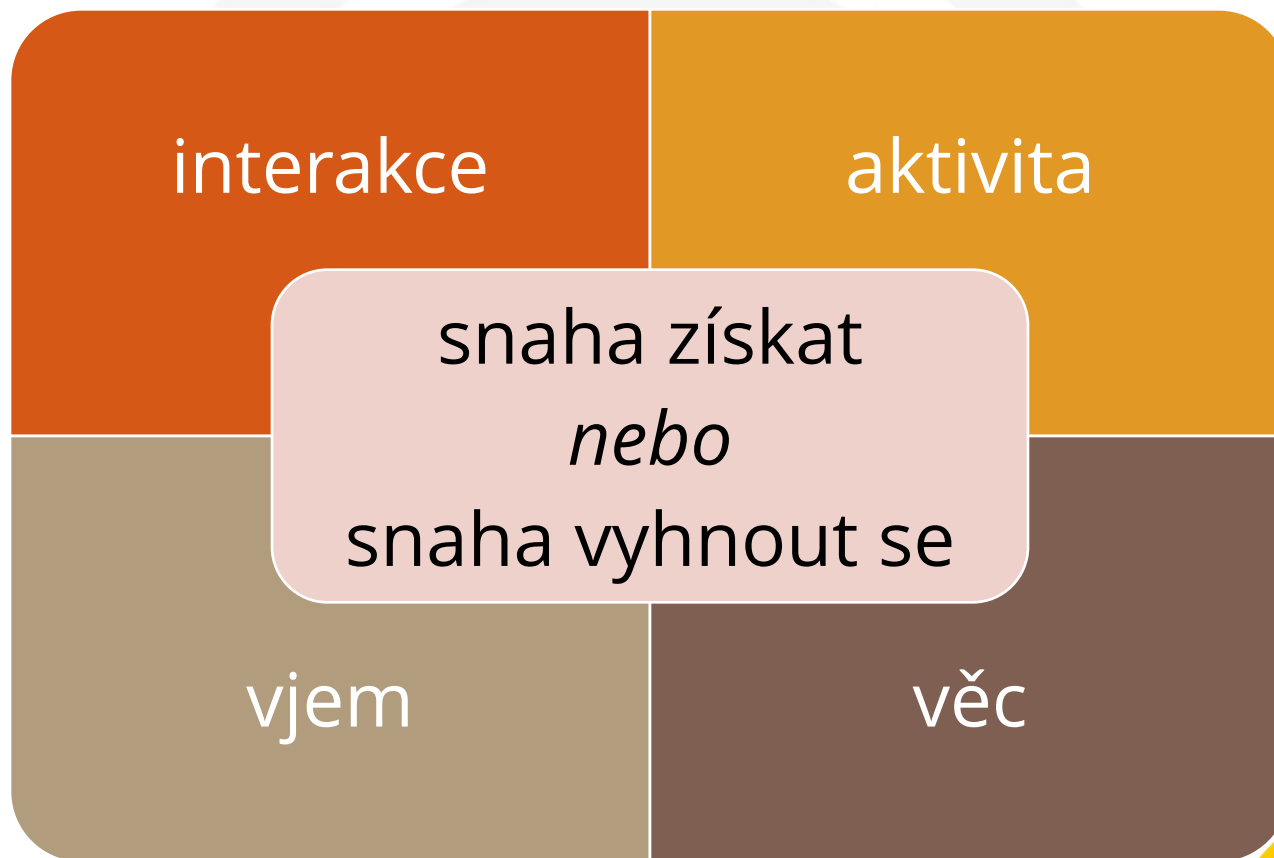 interakce
aktivita
snaha získat
nebo
snaha vyhnout se
vjem
věc